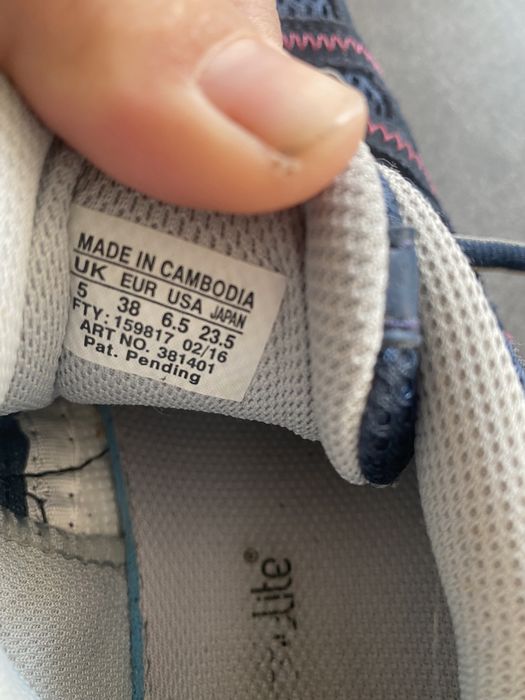 MADE IN CAMBODIA
UK EUR USA JAPAN
5 38 6.5 23.5
FTY: 159817 02/16
ART NO. 381401
Pat. Pending